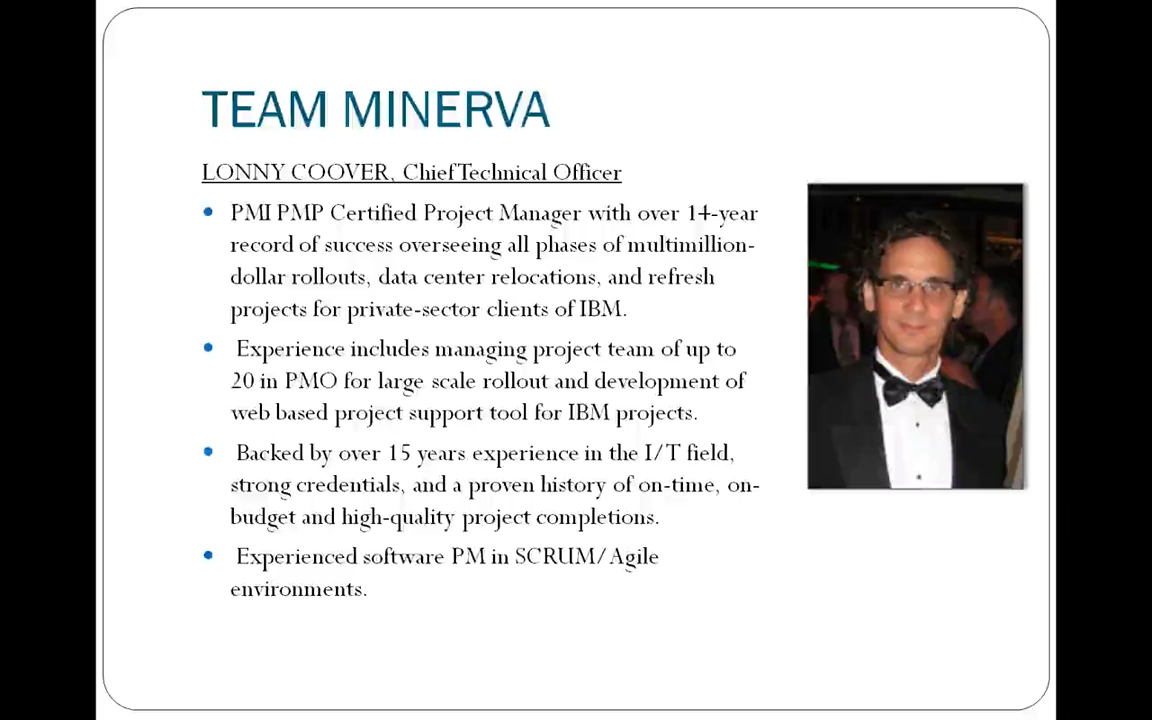 TEAM MINERVA
LONNY COOVER, Chief Technical Officer
• PMI PMP Certified Project Manager with over 14-year
record of success overseeing all phases of multimillion-
dollar rollouts, data center relocations, and refresh
projects for private-sector clients of IBM.
• Experience includes managing project team of up to
20 in PMO for large scale rollout and development of
web based project support tool for IBM projects.
• Backed by over 15 years experience in the I/T field,
strong credentials, and a proven history of on-time, on-
budget and high-quality project completions.
• Experienced software PM in SCRUM/Agile
environments.